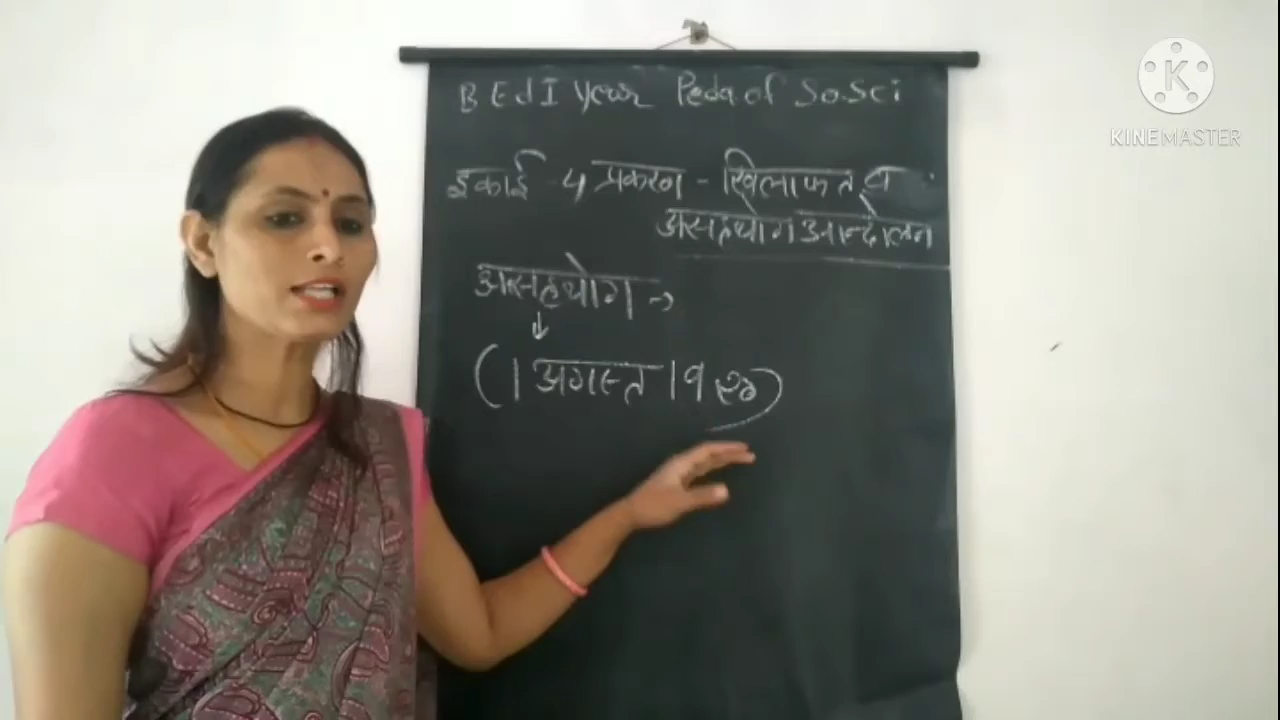 B Ed I year Peda of So.Sci
इकाई - 4 प्रकरण - खिलाफत व
असहयोग आन्दोलन
असहयोग →
↓
(1 अगस्त 1920)
K
KINEMASTER